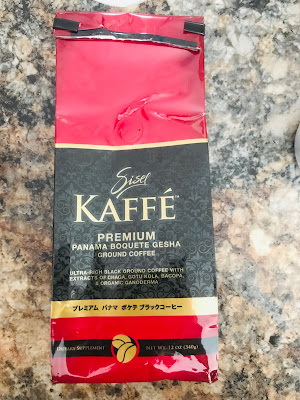 Sisel
KAFFÉ™
PREMIUM
PANAMA BOQUETE GESHA
GROUND COFFEE
ULTRA-RICH BLACK GROUND COFFEE WITH
EXTRACTS OF CHAGA, GOTU KOLA, BACOPA,
& ORGANIC GANODERMA
プレミアム パナマ ボケテ ブラックコーヒー
DIETARY SUPPLEMENT
NET WT. 12 oz (340g)